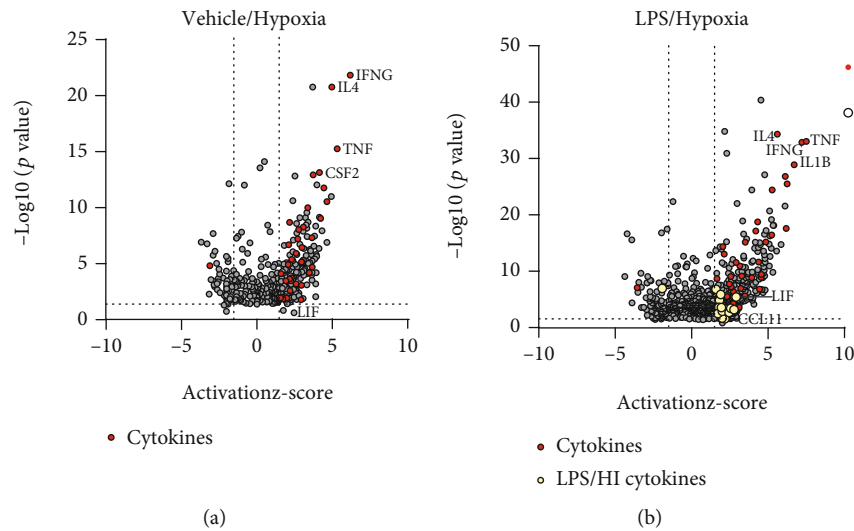 (a)
Vehicle/Hypoxia
25
20
15
10
5
0
−Log10 (p value)
IFNG
IL4
TNF
CSF2
LIF
−10
−5
0
5
10
Activationz-score
Cytokines
(a)
(b)
LPS/Hypoxia
50
40
30
20
10
0
−Log10 (p value)
IL4
TNF
IFNG
IL1B
LIF
CCL11
−10
−5
0
5
10
Activationz-score
Cytokines
LPS/HI cytokines
(b)